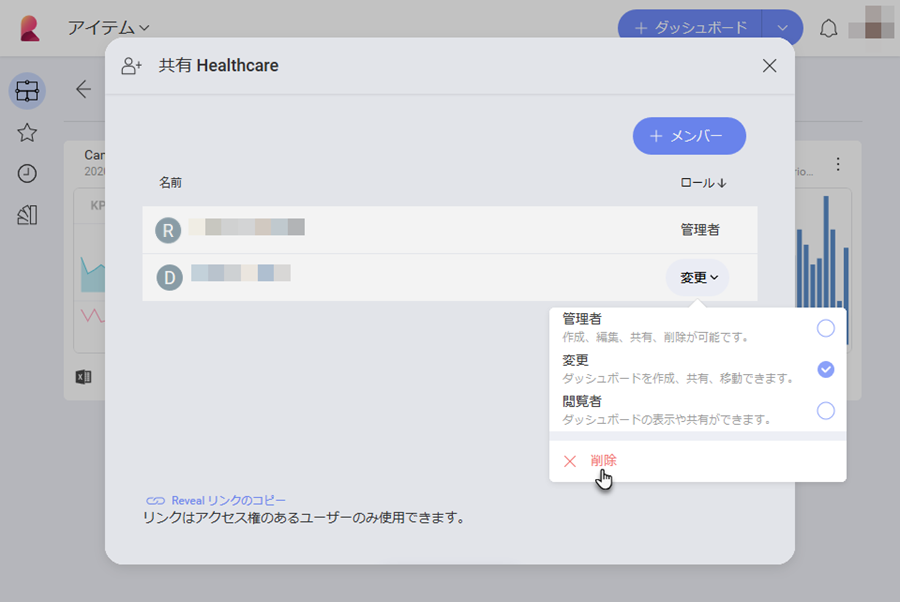 アイテム
＋ ダッシュボード
共有 Healthcare
＋ メンバー
名前
ロール↓
R
管理者
D
変更
管理者
作成、編集、共有、削除が可能です。
変更
ダッシュボードを作成、共有、移動できます。
閲覧者
ダッシュボードの表示や共有ができます。
削除
Reveal リンクのコピー
リンクはアクセス権のあるユーザーのみ使用できます。